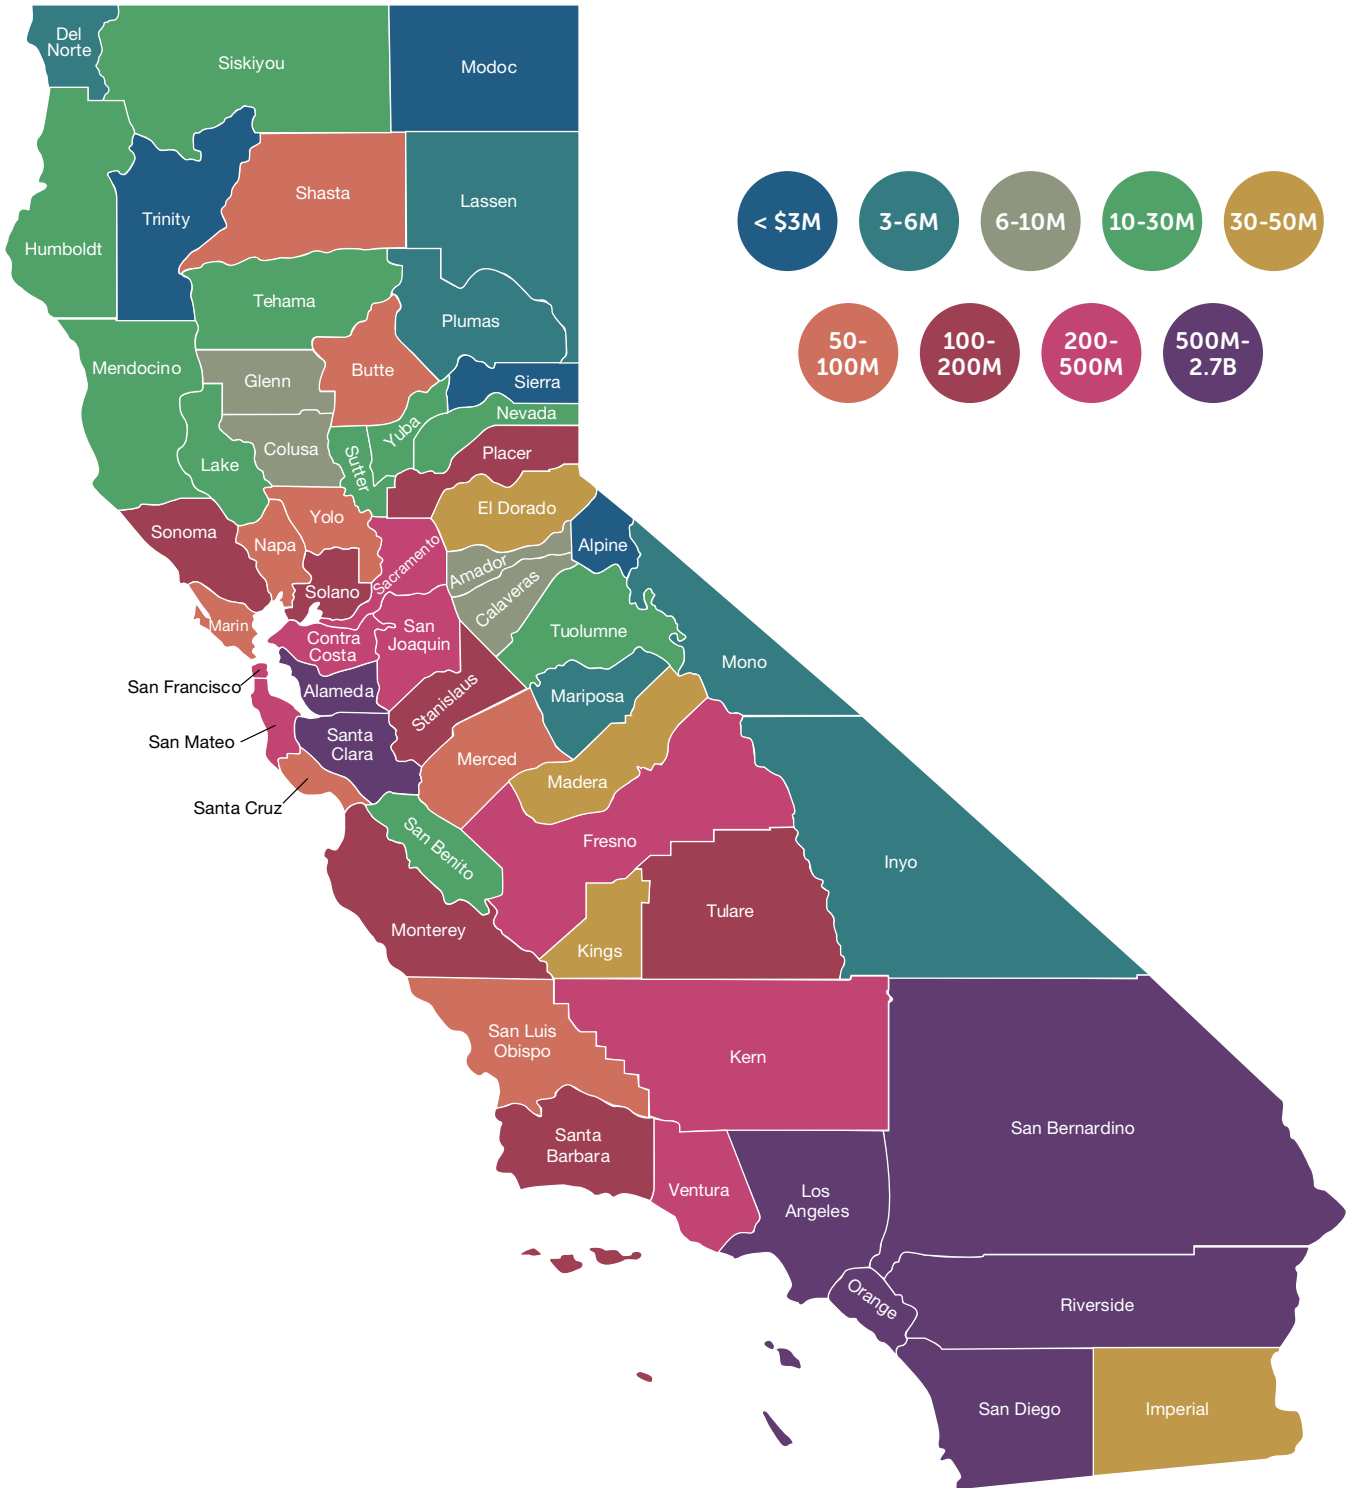 Del
Norte
Siskiyou
Modoc
Shasta
Lassen
Trinity
Humboldt
Tehama
Plumas
Mendocino
Glenn
Butte
Sierra
Nevada
Yuba
Colusa
Sutter
Lake
Placer
El Dorado
Sonoma
Yolo
Napa
Sacramento
Alpine
Amador
Solano
Calaveras
Marin
Contra
Costa
San
Joaquin
Tuolumne
Mono
San Francisco
Alameda
Stanislaus
Mariposa
San Mateo
Santa
Clara
Merced
Madera
Santa Cruz
San Benito
Fresno
Inyo
Monterey
Tulare
Kings
San Luis
Obispo
Kern
San Bernardino
Santa
Barbara
Ventura
Los
Angeles
Orange
Riverside
San Diego
Imperial
< $3M
3-6M
6-10M
10-30M
30-50M
50-
100M
100-
200M
200-
500M
500M-
2.7B